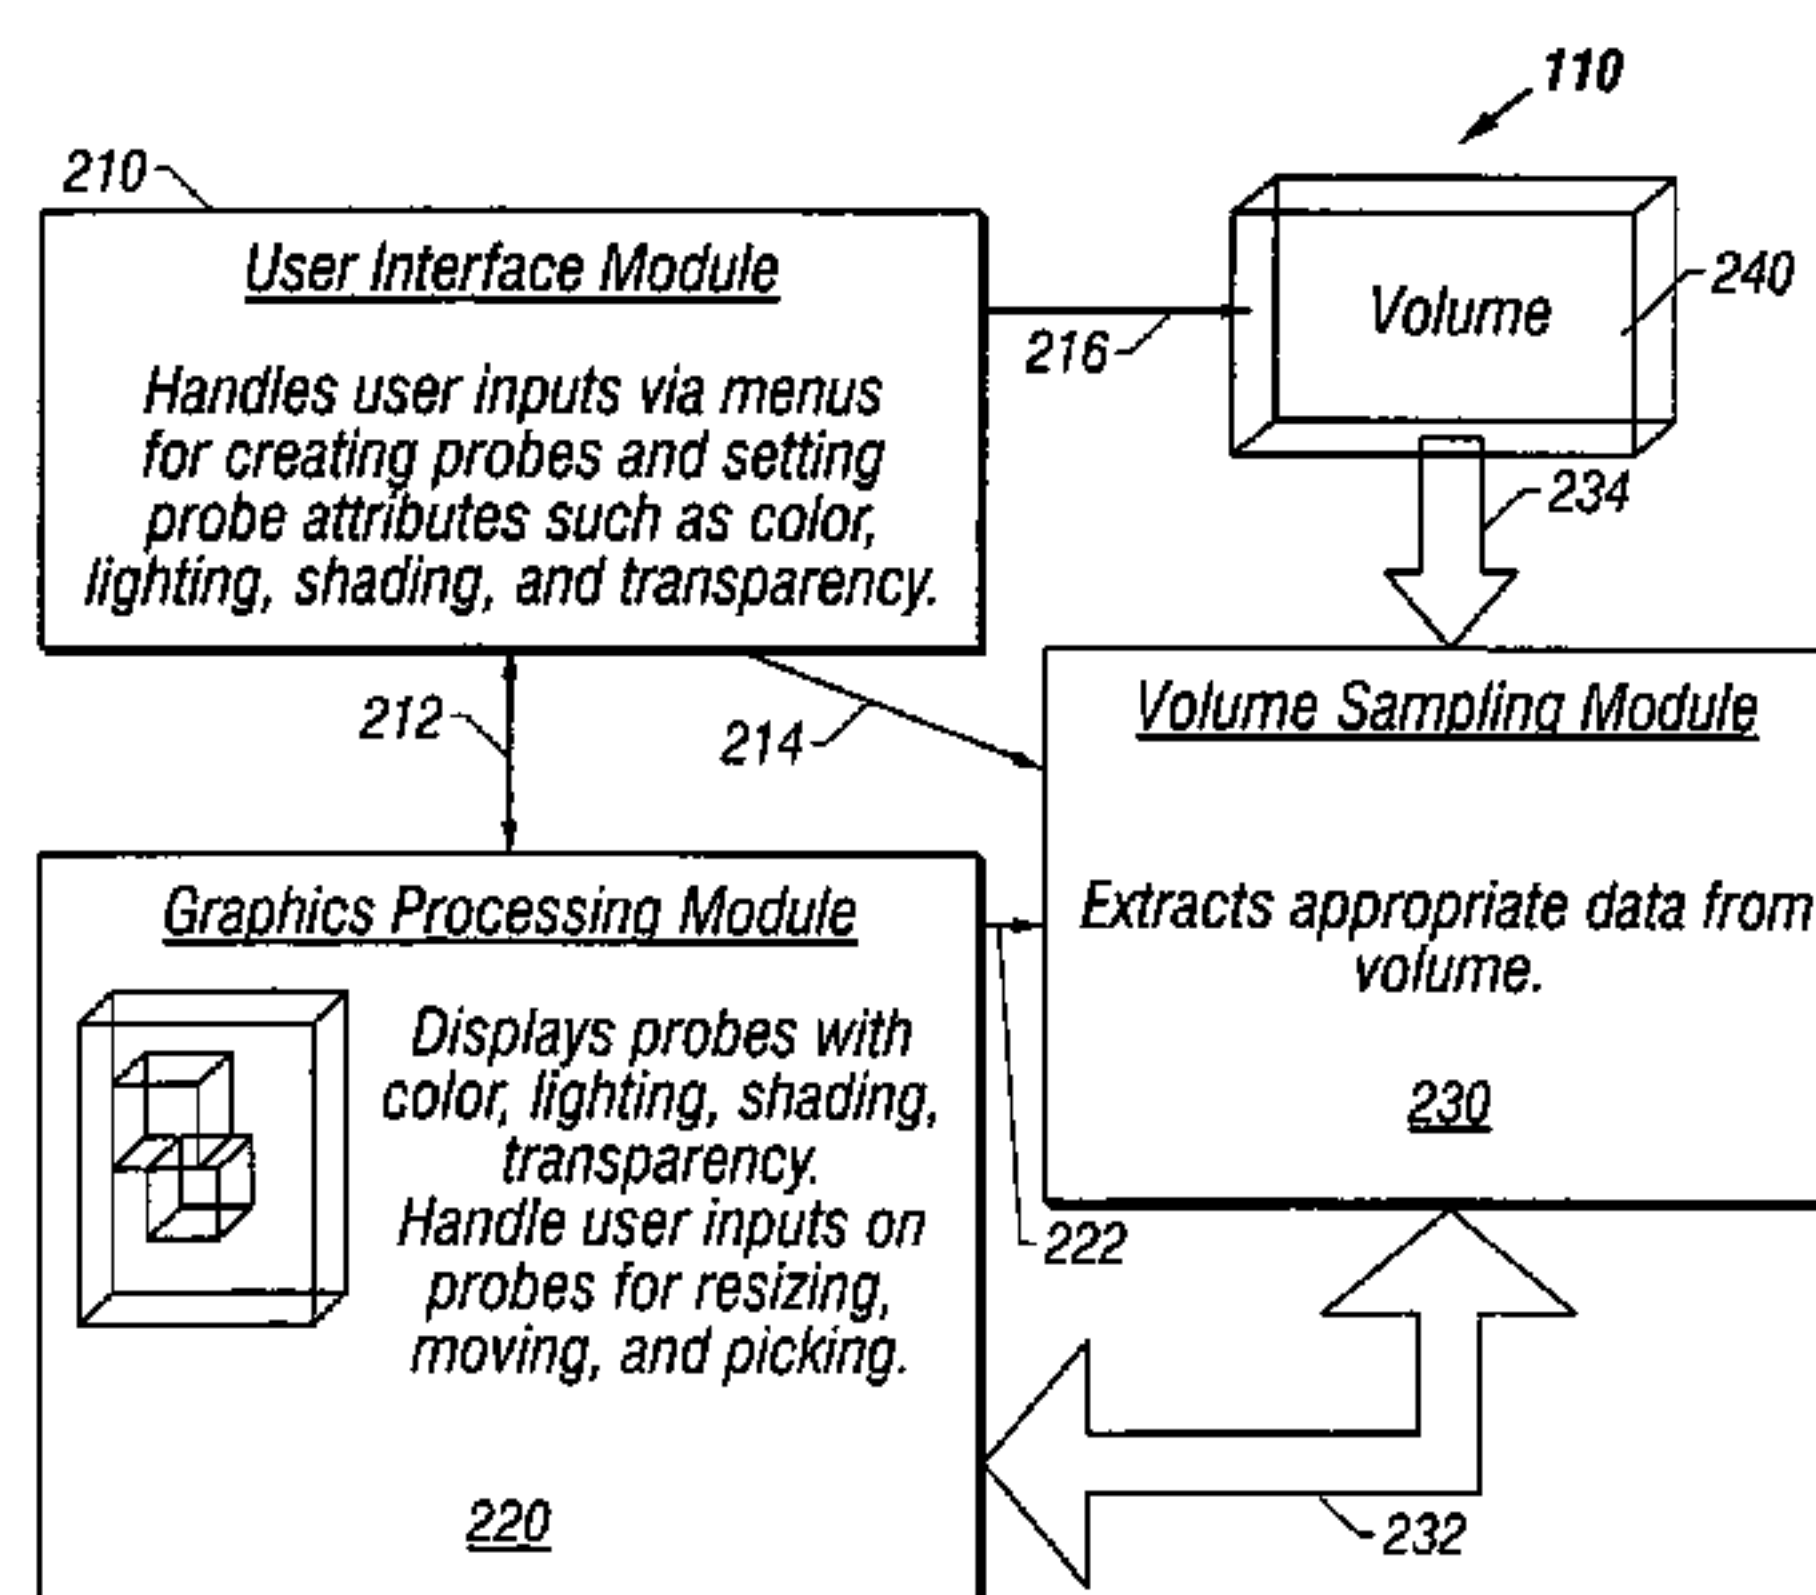 110
210
User Interface Module
Handles user inputs via menus
for creating probes and setting
probe attributes such as color,
lighting, shading, and transparency.
216
Volume
240
234
212
214
Volume Sampling Module
Extracts appropriate data from
volume.
230
Graphics Processing Module
Displays probes with
color, lighting, shading,
transparency.
Handle user inputs on
probes for resizing,
moving, and picking.
220
222
232